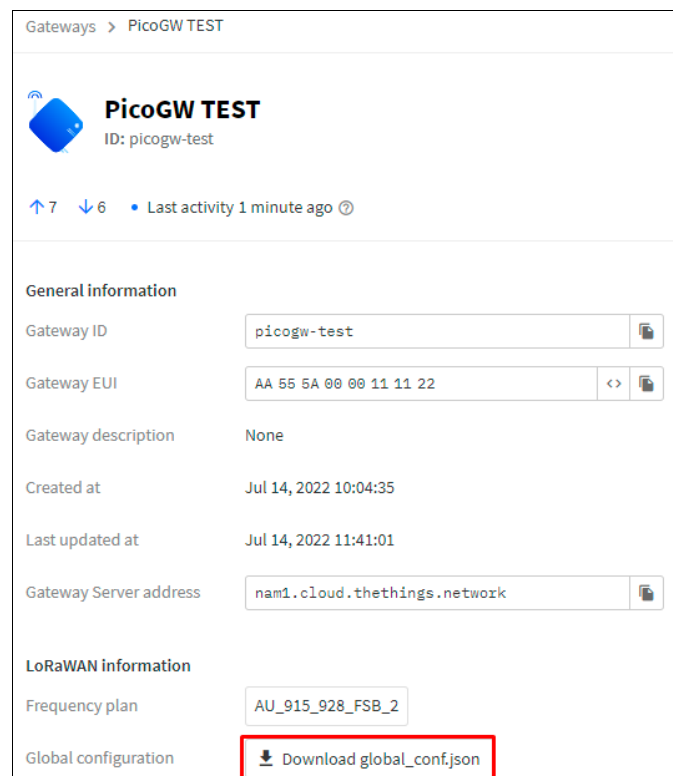 Gateways > PicoGW TEST
PicoGW TEST
ID: picogw-test
↑ 7 ↓ 6 • Last activity 1 minute ago ?
General information
Gateway ID picogw-test
Gateway EUI AA 55 5A 00 00 11 11 22 <>
Gateway description None
Created at Jul 14, 2022 10:04:35
Last updated at Jul 14, 2022 11:41:01
Gateway Server address nam1.cloud.thethings.network
LoRaWAN information
Frequency plan AU_915_928_FSB_2
Global configuration Download global_conf.json